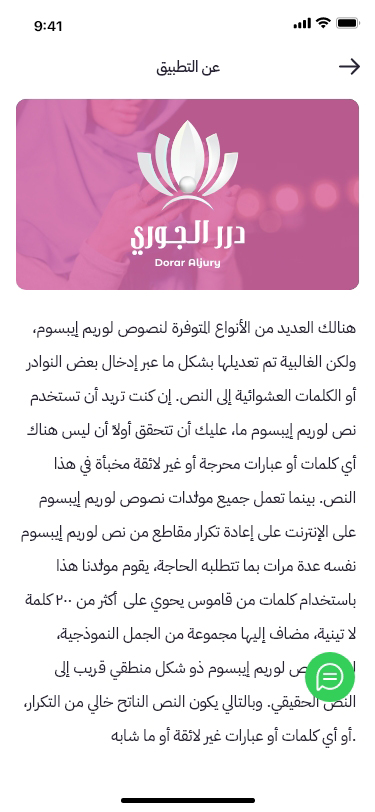 9:41
عن التطبيق
درر الجوري
Dorar Aljury
هنالك العديد من الأنواع المتوفرة لنصوص لوريم إيبسوم،
ولكن الغالبية تم تعديلها بشكل ما عبر إدخال بعض النوادر
أو الكلمات العشوائية إلى النص. إن كنت تريد أن تستخدم
نص لوريم إيبسوم ما، عليك أن تتحقق أولاً أن ليس هناك
أي كلمات أو عبارات محرجة أو غير لائقة مخبأة في هذا
النص. بينما تعمل جميع مولّدات نصوص لوريم إيبسوم
على الإنترنت على إعادة تكرار مقاطع من نص لوريم إيبسوم
نفسه عدة مرات بما تتطلبه الحاجة، يقوم مولّدنا هذا
باستخدام كلمات من قاموس يحوي على أكثر من ٢٠٠ كلمة
لا تينية، مضاف إليها مجموعة من الجمل النموذجية،
لوريم إيبسوم ذو شكل منطقي قريب إلى
النص الحقيقي. وبالتالي يكون النص الناتج خالي من التكرار،
.أو أي كلمات أو عبارات غير لائقة أو ما شابه